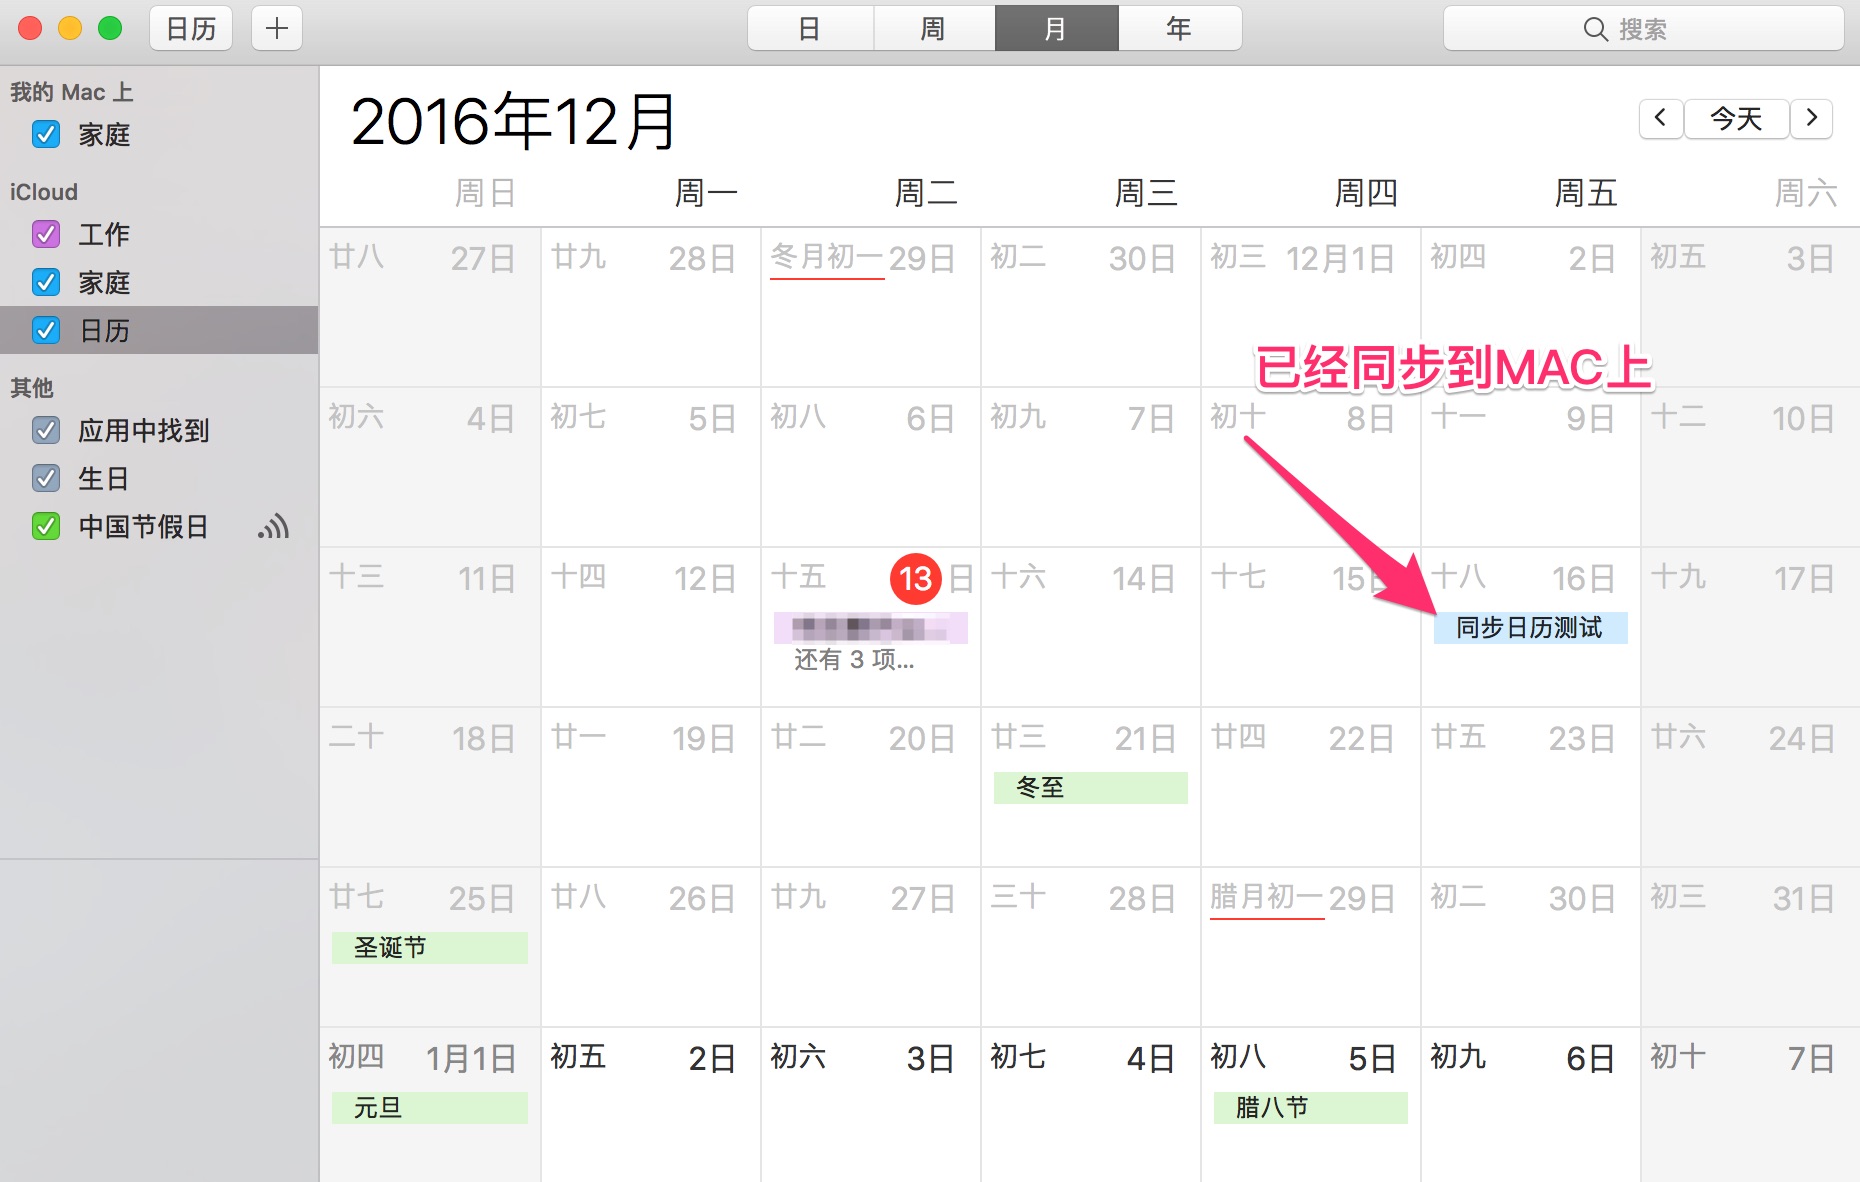 日历
日 周 月 年
搜索
我的 Mac 上
家庭
iCloud
工作
家庭
日历
其他
应用中找到
生日
中国节假日
2016年12月
今天
周日 周一 周二 周三 周四 周五 周六
廿八 27日 廿九 28日 冬月初一 29日 初二 30日 初三 12月1日 初四 2日 初五 3日
已经同步到MAC上
初六 4日 初七 5日 初八 6日 初九 7日 初十 8日 十一 9日 十二 10日
十三 11日 十四 12日 十五 13日 十六 14日 十七 15日 十八 16日 十九 17日
同步日历测试
还有 3 项...
二十 18日 廿一 19日 廿二 20日 廿三 21日 廿四 22日 廿五 23日 廿六 24日
冬至
廿七 25日 廿八 26日 廿九 27日 三十 28日 腊月初一 29日 初二 30日 初三 31日
圣诞节
初四 1月1日 初五 2日 初六 3日 初七 4日 初八 5日 初九 6日 初十 7日
元旦 腊八节